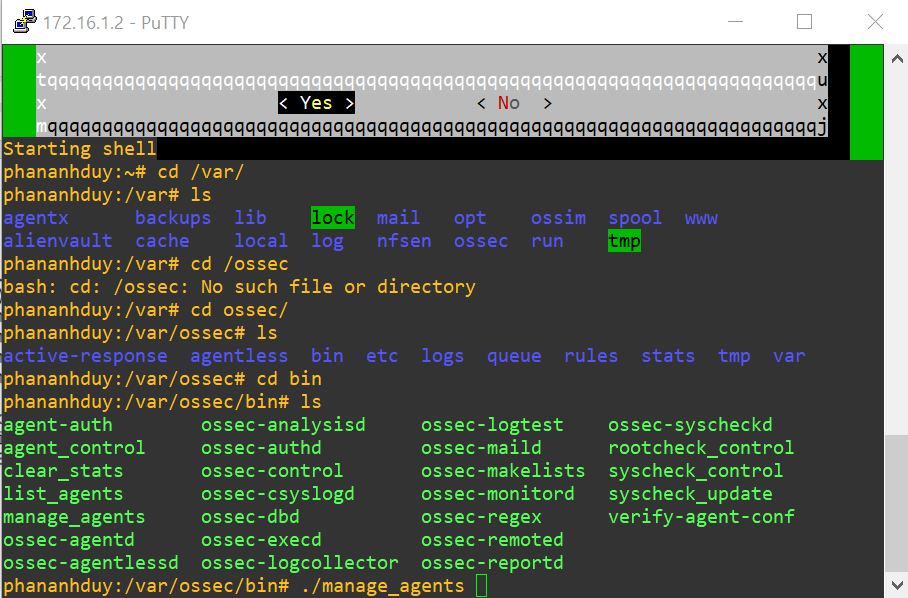 172.16.1.2 - PuTTY
x x
tqqqqqqqqqqqqqqqqqqqqqqqqqqqqqqqqqqqqqqqqqqqqqqqqqqqqqqqqqqqqqqqqqqqqqqu
x < Yes > < No > x
mqqqqqqqqqqqqqqqqqqqqqqqqqqqqqqqqqqqqqqqqqqqqqqqqqqqqqqqqqqqqqqqqqqqqqqj
Starting shell
phananhduy:~# cd /var/
phananhduy:/var# ls
agentx backups lib lock mail opt ossim spool www
alienvault cache local log nfsen ossec run tmp
phananhduy:/var# cd /ossec
bash: cd: /ossec: No such file or directory
phananhduy:/var# cd ossec/
phananhduy:/var/ossec# ls
active-response agentless bin etc logs queue rules stats tmp var
phananhduy:/var/ossec# cd bin
phananhduy:/var/ossec/bin# ls
agent-auth ossec-analysisd ossec-logtest ossec-syscheckd
agent_control ossec-authd ossec-maild rootcheck_control
clear_stats ossec-control ossec-makelists syscheck_control
list_agents ossec-csyslogd ossec-monitord syscheck_update
manage_agents ossec-dbd ossec-regex verify-agent-conf
ossec-agentd ossec-execd ossec-remoted
ossec-agentlessd ossec-logcollector ossec-reportd
phananhduy:/var/ossec/bin# ./manage_agents